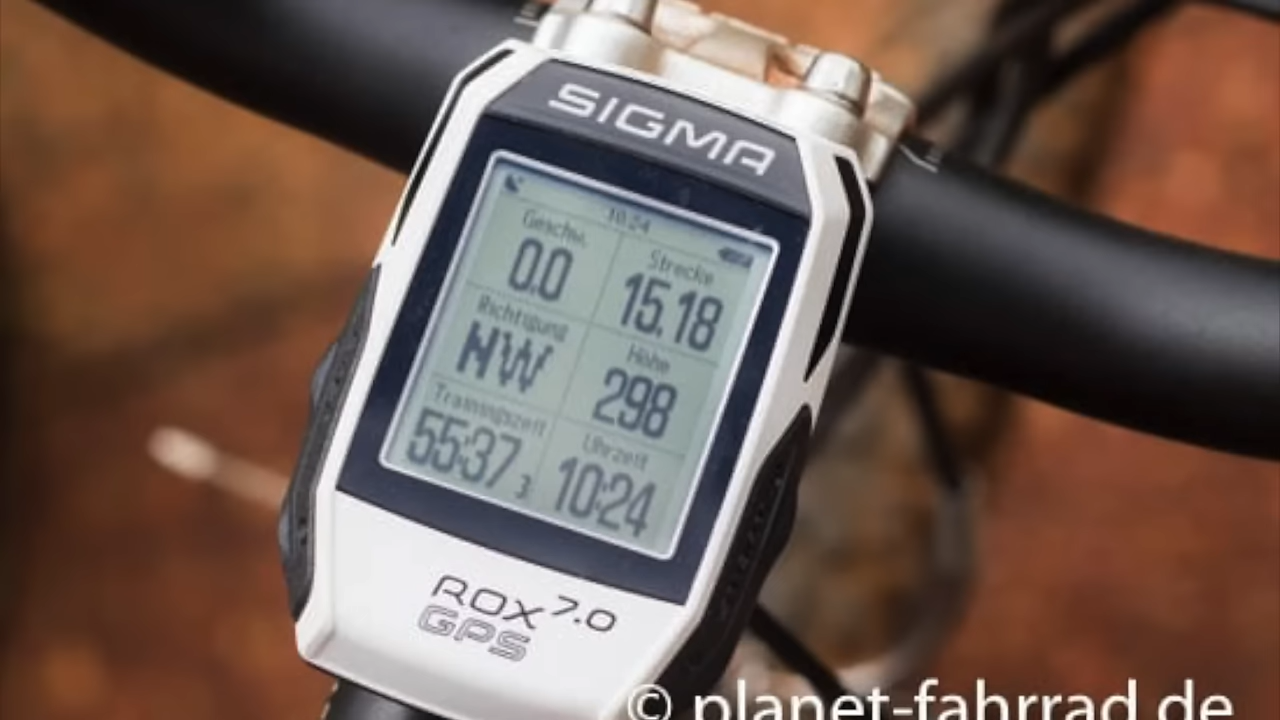 SIGMA
10:24
Geschw.
0.0
Strecke
15.18
Richtigung
NW
Höhe
298
Trainingszeit
55:37 3
Uhrzeit
10:24
ROX 7.0
GPS
© planet-fahrrad.de